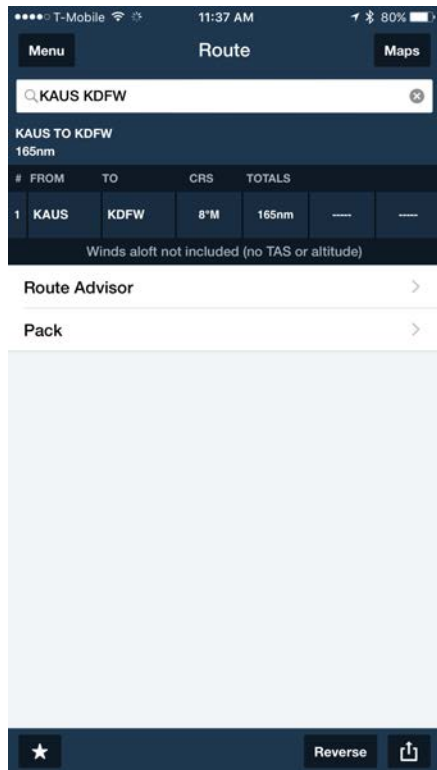 T-Mobile 11:37 AM 80%
Menu Route Maps
KAUS KDFW
KAUS TO KDFW
165nm
# FROM TO CRS TOTALS
1 KAUS KDFW 8°M 165nm ----- -----
Winds aloft not included (no TAS or altitude)
Route Advisor
Pack
Reverse